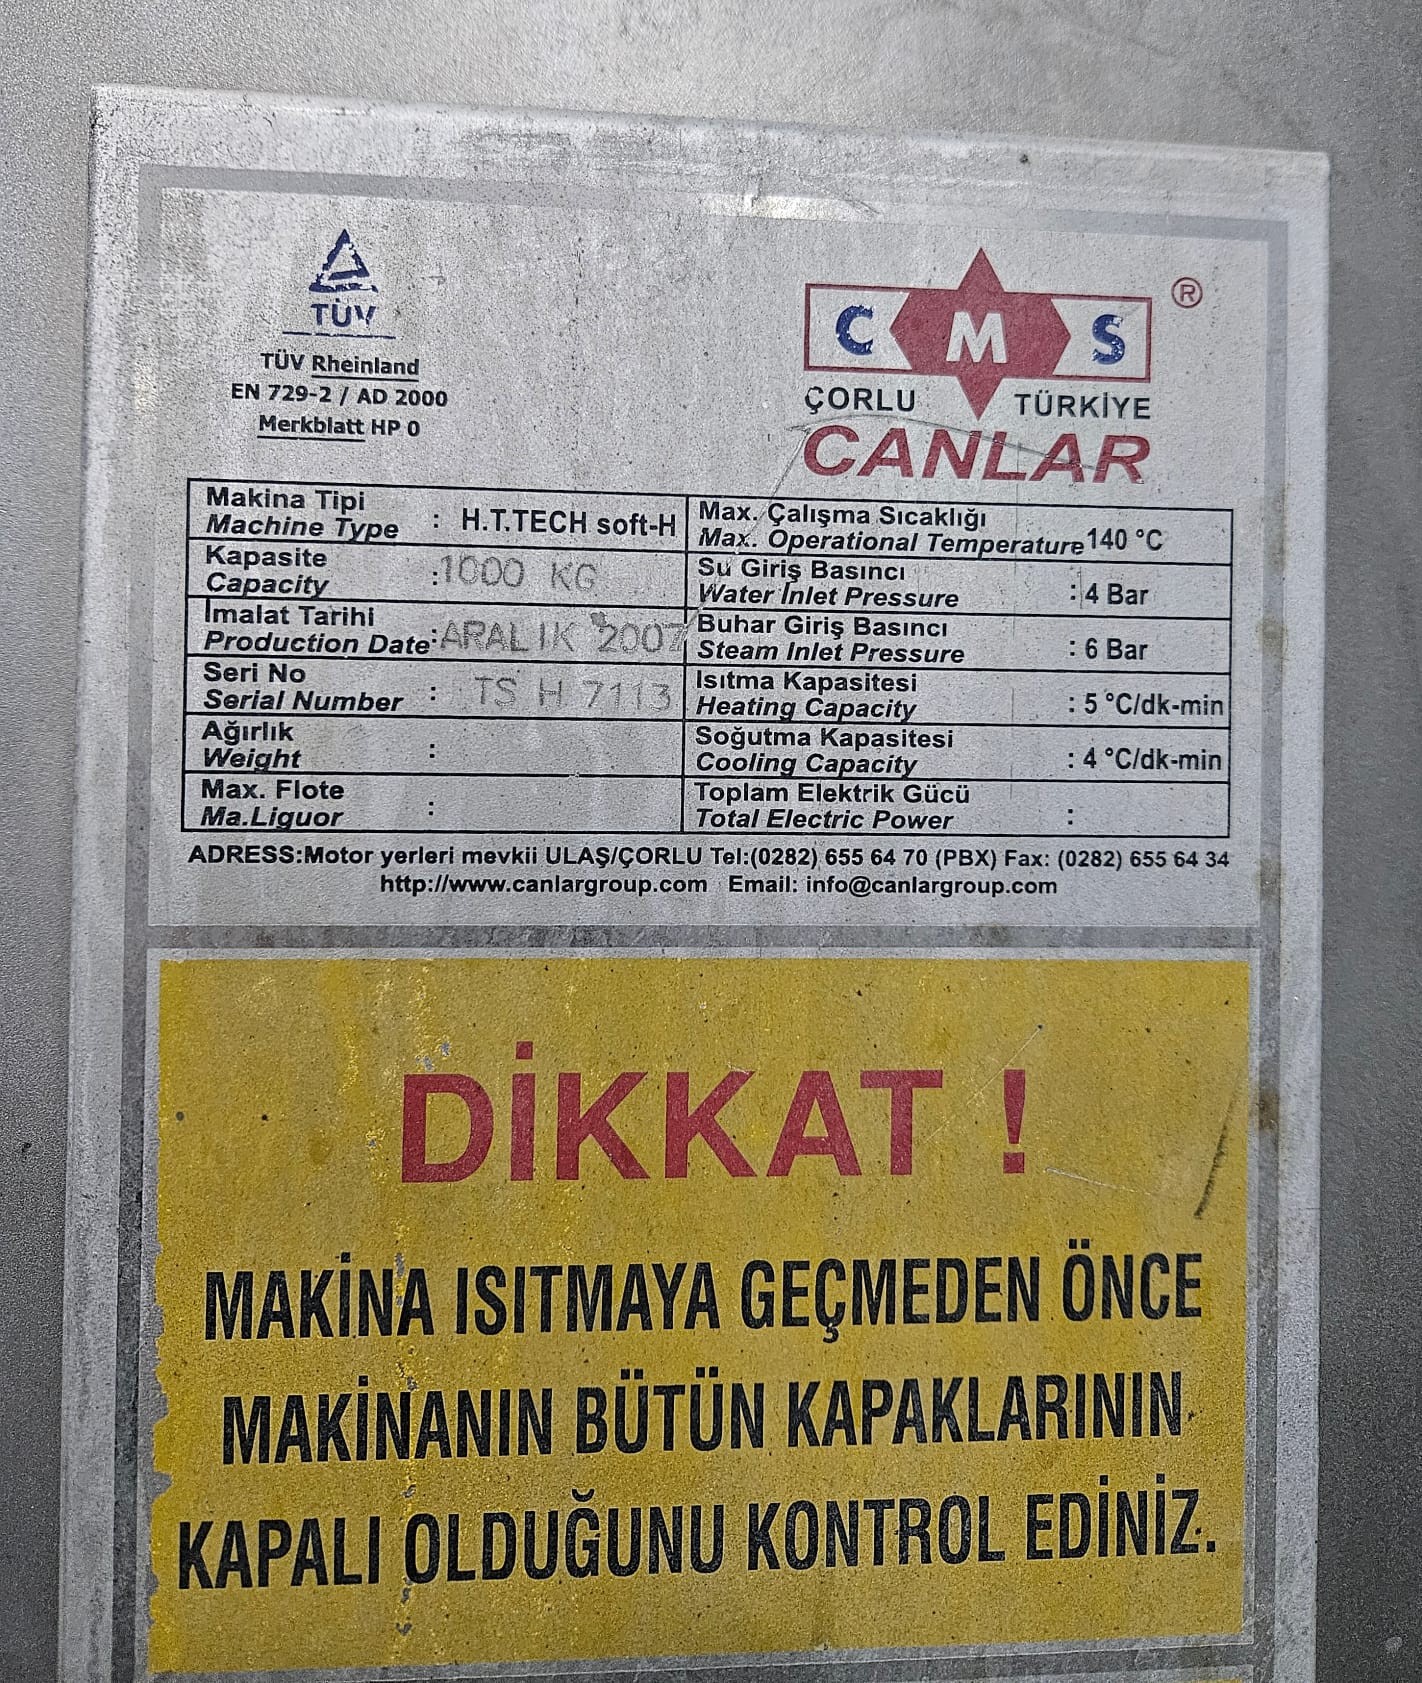 TÜV
TÜV Rheinland
EN 729-2 / AD 2000
Merkblatt HP 0
C M S ®
ÇORLU TÜRKİYE
CANLAR
Makina Tipi
Machine Type : H.T.TECH soft-H
Kapasite
Capacity : 1000 KG
İmalat Tarihi
Production Date : ARALIK 2007
Seri No
Serial Number : TS H 7113
Ağırlık
Weight :
Max. Flote
Ma.Liguor :
Max. Çalışma Sıcaklığı
Max. Operational Temperature 140 °C
Su Giriş Basıncı
Water İnlet Pressure : 4 Bar
Buhar Giriş Basıncı
Steam Inlet Pressure : 6 Bar
Isıtma Kapasitesi
Heating Capacity : 5 °C/dk-min
Soğutma Kapasitesi
Cooling Capacity : 4 °C/dk-min
Toplam Elektrik Gücü
Total Electric Power :
ADRESS:Motor yerleri mevkii ULAŞ/ÇORLU Tel:(0282) 655 64 70 (PBX) Fax: (0282) 655 64 34
http://www.canlargroup.com Email: info@canlargroup.com
DİKKAT !
MAKİNA ISITMAYA GEÇMEDEN ÖNCE
MAKİNANIN BÜTÜN KAPAKLARININ
KAPALI OLDUĞUNU KONTROL EDİNİZ.